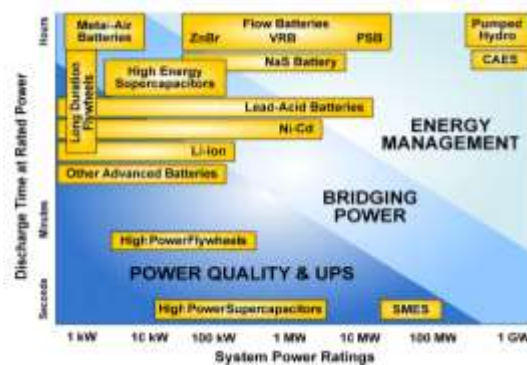 Hours
Minutes
Seconds
Discharge Time at Rated Power
Metal-Air
Batteries
Flow Batteries
ZnBr
VRB
PSB
Pumped
Hydro
NaS Battery
CAES
High Energy
Supercapacitors
Long Duration
Flywheels
Lead-Acid Batteries
Ni-Cd
Li-ion
Other Advanced Batteries
ENERGY
MANAGEMENT
BRIDGING
POWER
High Power Flywheels
POWER QUALITY & UPS
High Power Supercapacitors
SMES
1 kW
10 kW
100 kW
1 MW
10 MW
100 MW
1 GW
System Power Ratings